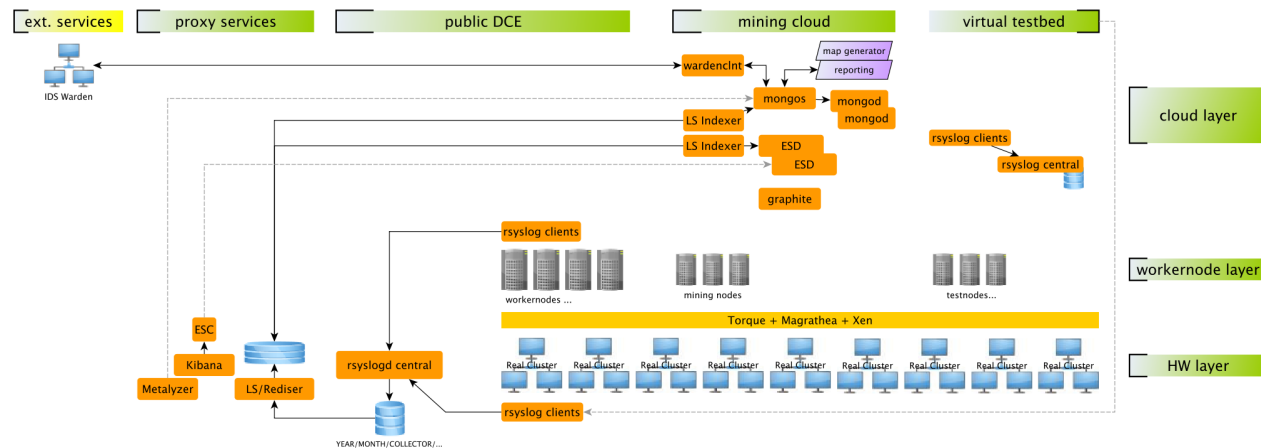 ext. services
proxy services
public DCE
mining cloud
virtual testbed
IDS Warden
wardenclnt
map generator
reporting
mongos
mongod
mongod
LS Indexer
LS Indexer
ESD
ESD
graphite
rsyslog clients
rsyslog central
cloud layer
rsyslog clients
workernodes ...
mining nodes
testnodes...
workernode layer
Torque + Magrathea + Xen
ESC
Kibana
Metalyzer
LS/Rediser
rsyslogd central
YEAR/MONTH/COLLECTOR/...
Real Cluster
Real Cluster
Real Cluster
Real Cluster
Real Cluster
Real Cluster
Real Cluster
Real Cluster
Real Cluster
HW layer
rsyslog clients